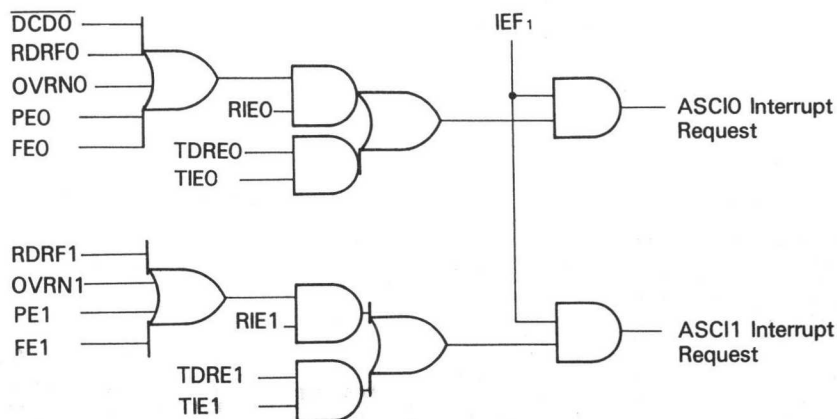 DCD0
RDRF0
OVRN0
PE0
FE0
RIE0
TDRE0
TIE0
IEF1
ASCI0 Interrupt
Request
RDRF1
OVRN1
PE1
FE1
RIE1
TDRE1
TIE1
ASCI1 Interrupt
Request